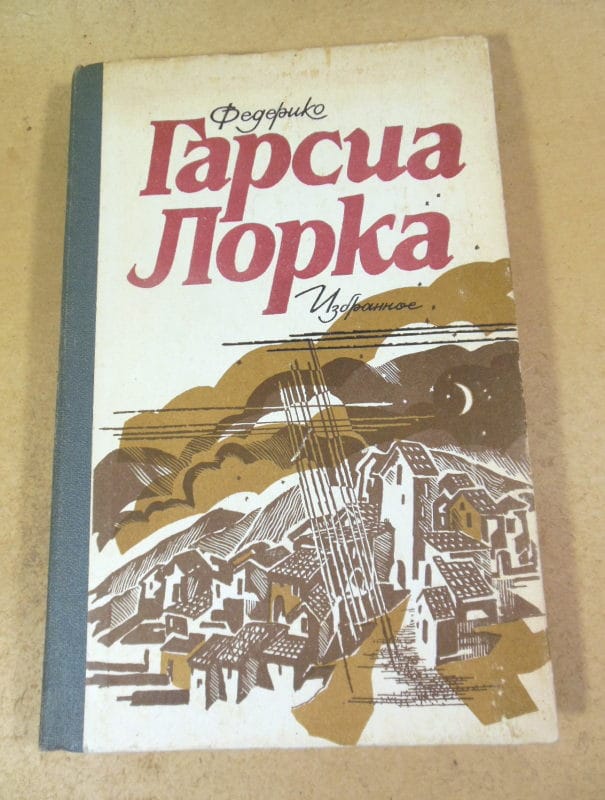 Федерико
Гарсиа
Лорка
Избранное